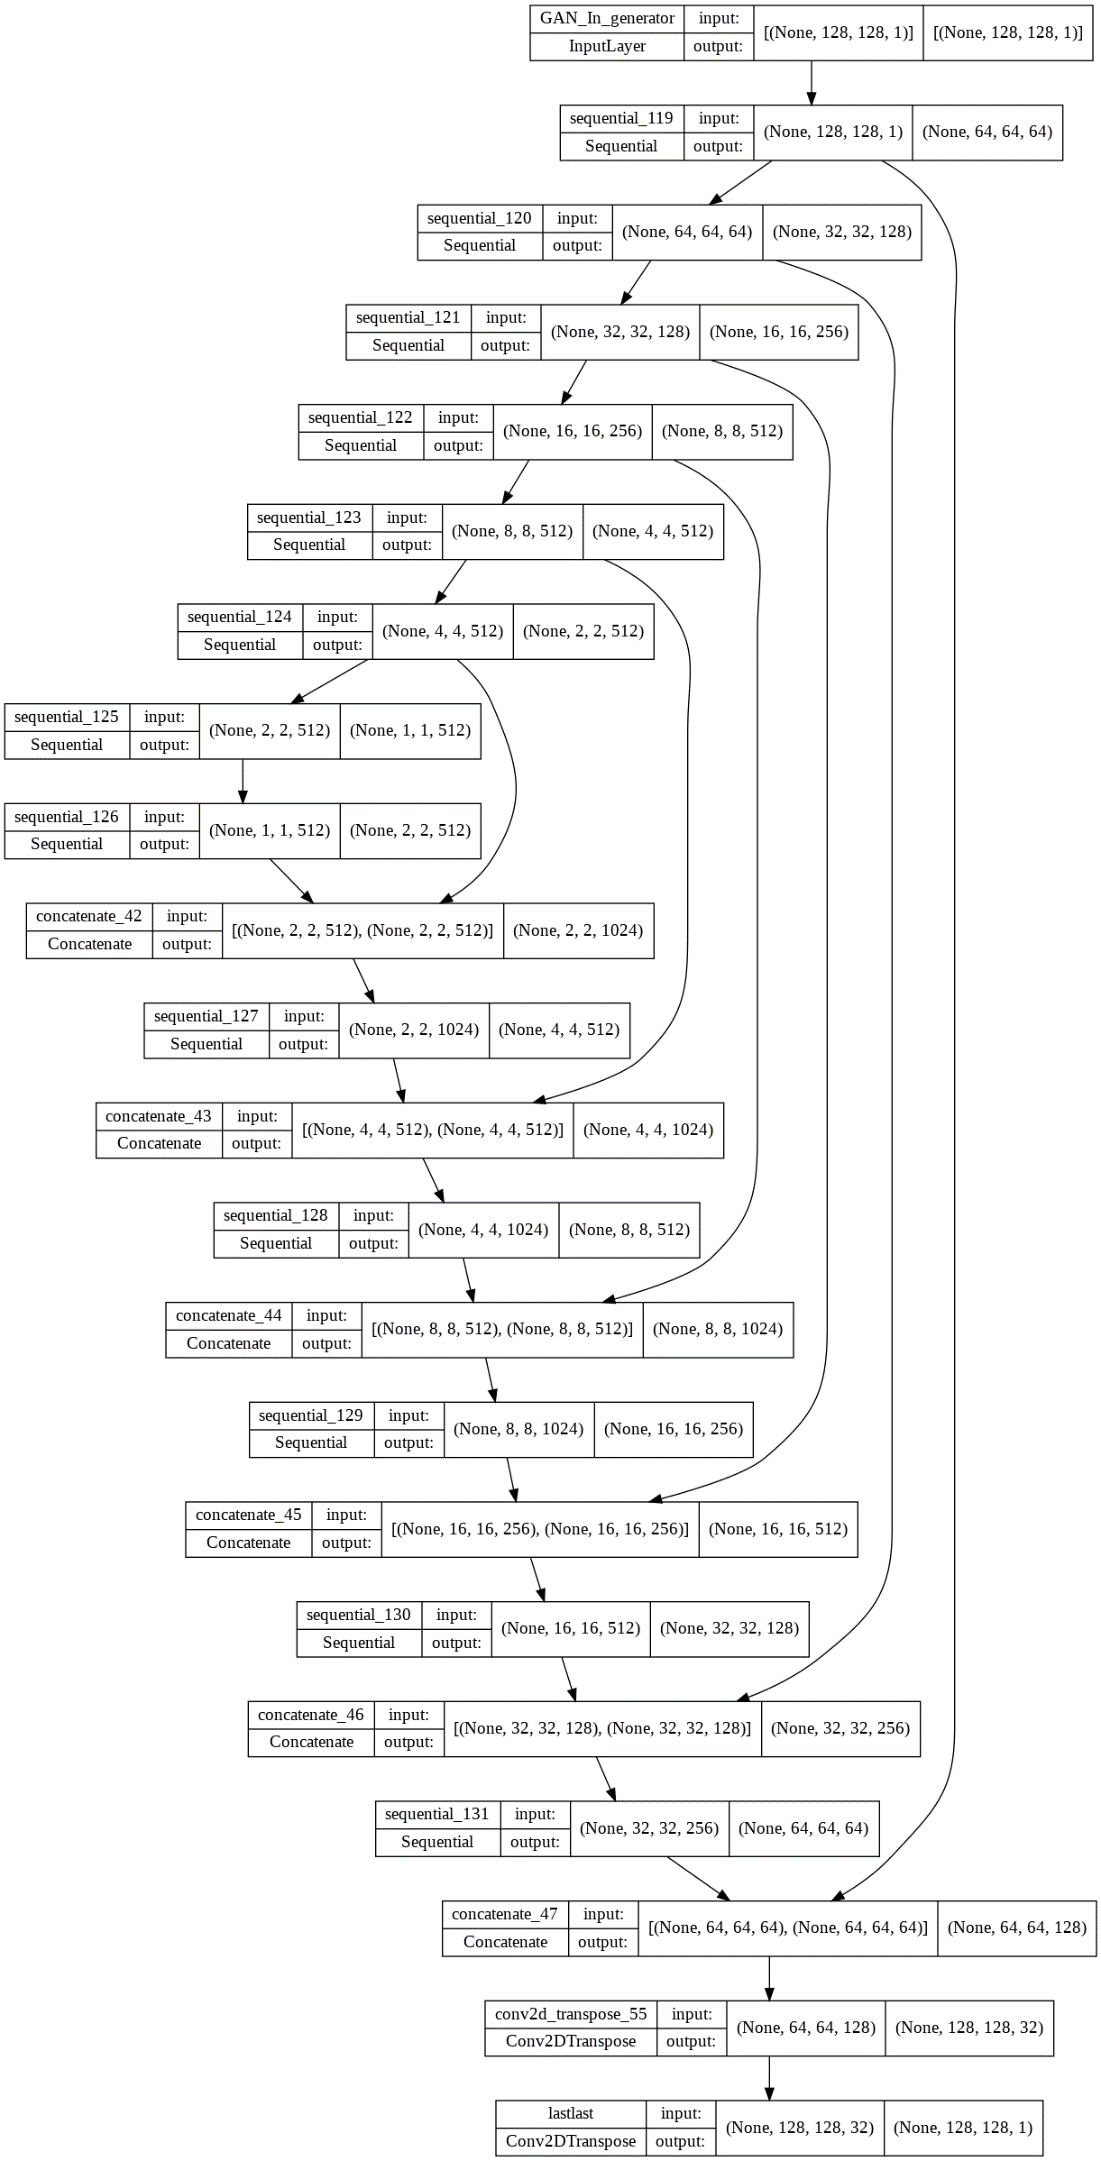 GAN_In_generator input: [(None, 128, 128, 1)] [(None, 128, 128, 1)]
InputLayer output:
sequential_119 input: (None, 128, 128, 1) (None, 64, 64, 64)
Sequential output:
sequential_120 input: (None, 64, 64, 64) (None, 32, 32, 128)
Sequential output:
sequential_121 input: (None, 32, 32, 128) (None, 16, 16, 256)
Sequential output:
sequential_122 input: (None, 16, 16, 256) (None, 8, 8, 512)
Sequential output:
sequential_123 input: (None, 8, 8, 512) (None, 4, 4, 512)
Sequential output:
sequential_124 input: (None, 4, 4, 512) (None, 2, 2, 512)
Sequential output:
sequential_125 input: (None, 2, 2, 512) (None, 1, 1, 512)
Sequential output:
sequential_126 input: (None, 1, 1, 512) (None, 2, 2, 512)
Sequential output:
concatenate_42 input: [(None, 2, 2, 512), (None, 2, 2, 512)] (None, 2, 2, 1024)
Concatenate output:
sequential_127 input: (None, 2, 2, 1024) (None, 4, 4, 512)
Sequential output:
concatenate_43 input: [(None, 4, 4, 512), (None, 4, 4, 512)] (None, 4, 4, 1024)
Concatenate output:
sequential_128 input: (None, 4, 4, 1024) (None, 8, 8, 512)
Sequential output:
concatenate_44 input: [(None, 8, 8, 512), (None, 8, 8, 512)] (None, 8, 8, 1024)
Concatenate output:
sequential_129 input: (None, 8, 8, 1024) (None, 16, 16, 256)
Sequential output:
concatenate_45 input: [(None, 16, 16, 256), (None, 16, 16, 256)] (None, 16, 16, 512)
Concatenate output:
sequential_130 input: (None, 16, 16, 512) (None, 32, 32, 128)
Sequential output:
concatenate_46 input: [(None, 32, 32, 128), (None, 32, 32, 128)] (None, 32, 32, 256)
Concatenate output:
sequential_131 input: (None, 32, 32, 256) (None, 64, 64, 64)
Sequential output:
concatenate_47 input: [(None, 64, 64, 64), (None, 64, 64, 64)] (None, 64, 64, 128)
Concatenate output:
conv2d_transpose_55 input: (None, 64, 64, 128) (None, 128, 128, 32)
Conv2DTranspose output:
lastlast input: (None, 128, 128, 32) (None, 128, 128, 1)
Conv2DTranspose output: